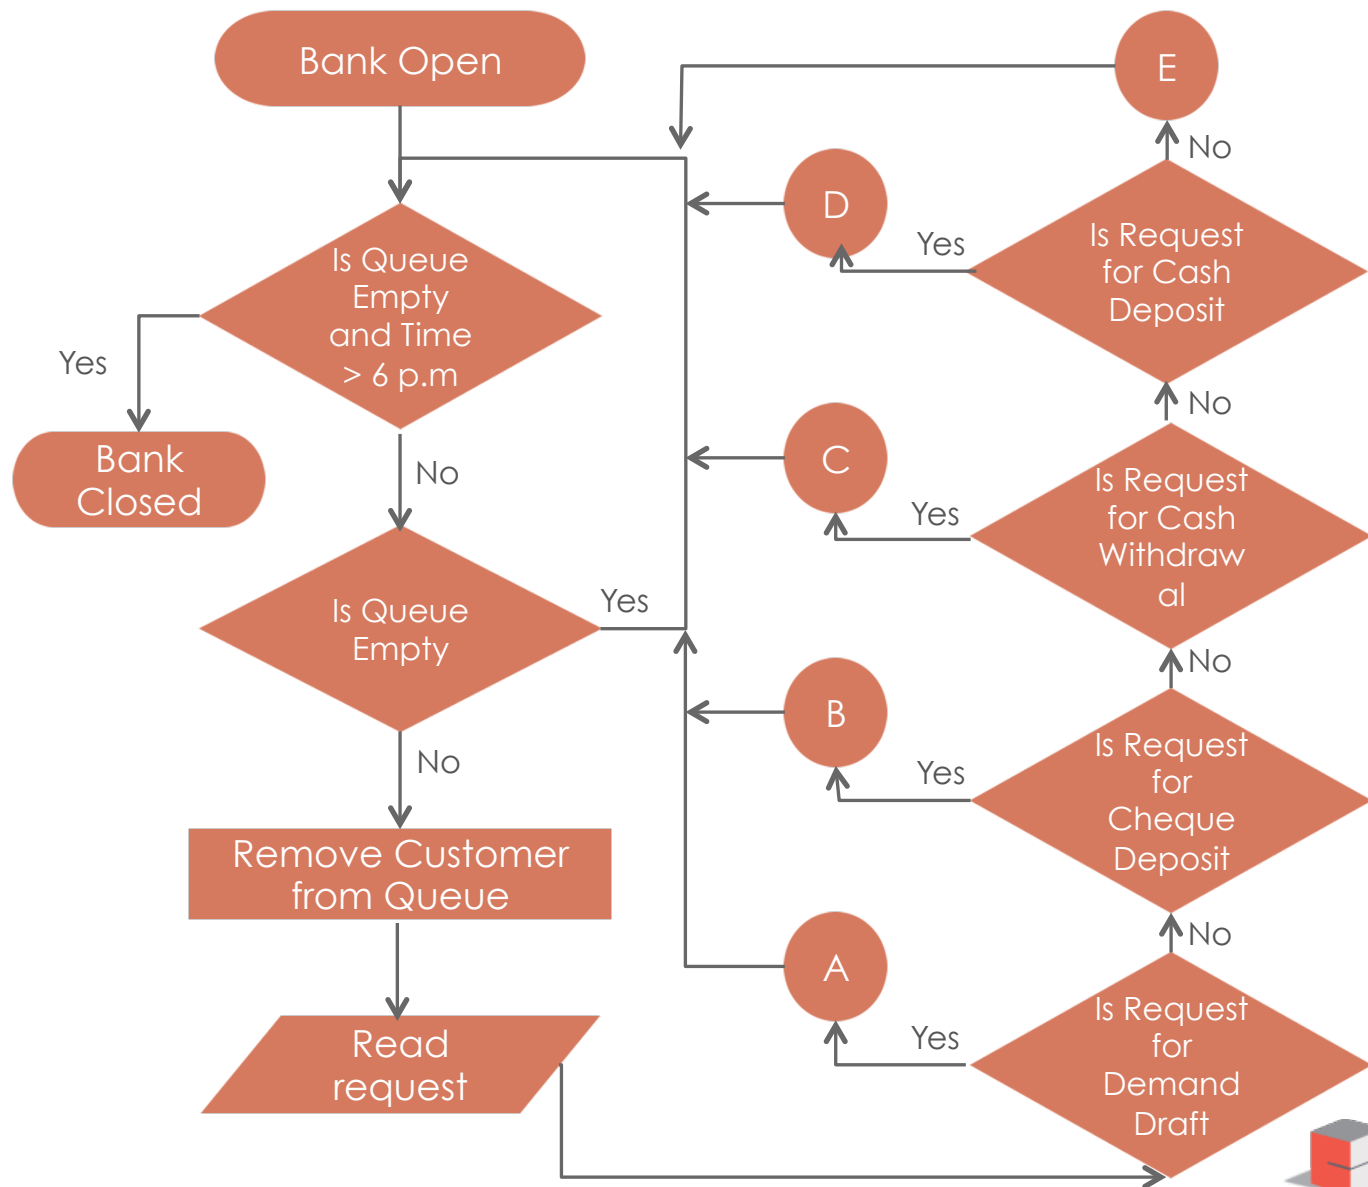 Bank Open
Is Queue
Empty
and Time
> 6 p.m
Yes
Bank
Closed
No
Is Queue
Empty
Yes
No
Remove Customer
from Queue
Read
request
E
No
D
Yes
Is Request
for Cash
Deposit
No
C
Yes
Is Request
for Cash
Withdraw
al
No
B
Yes
Is Request
for
Cheque
Deposit
No
A
Yes
Is Request
for
Demand
Draft